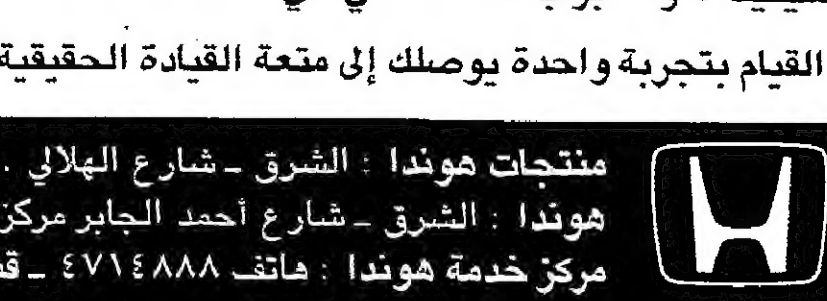 القيام بتجربة واحدة يوصلك إلى متعة القيادة الحقيقية
منتجات هوندا : الشرق ـ شارع الهلالي .
هوندا : الشرق ـ شارع أحمد الجابر مركز
مركز خدمة هوندا : هاتف ٤٧١٤٨٨٨ ـ